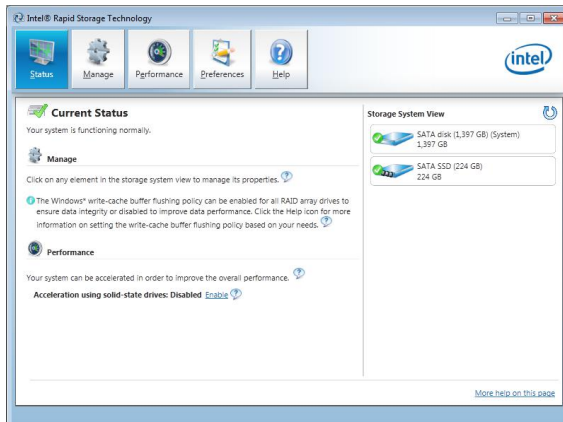 Intel® Rapid Storage Technology
Status
Manage
Performance
Preferences
Help
intel
Current Status
Your system is functioning normally.
Manage
Click on any element in the storage system view to manage its properties.
The Windows* write-cache buffer flushing policy can be enabled for all RAID array drives to
ensure data integrity or disabled to improve data performance. Click the Help icon for more
information on setting the write-cache buffer flushing policy based on your needs.
Performance
Your system can be accelerated in order to improve the overall performance.
Acceleration using solid-state drives: Disabled Enable
Storage System View
SATA disk (1,397 GB) (System)
1,397 GB
SATA SSD (224 GB)
224 GB
More help on this page